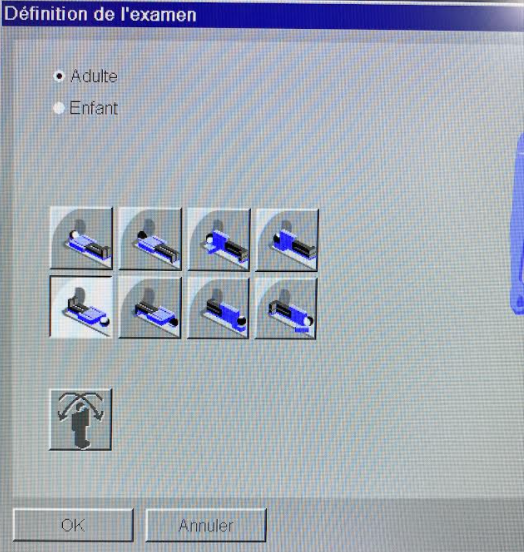 Définition de l'examen
Adulte
Enfant
OK
Annuler